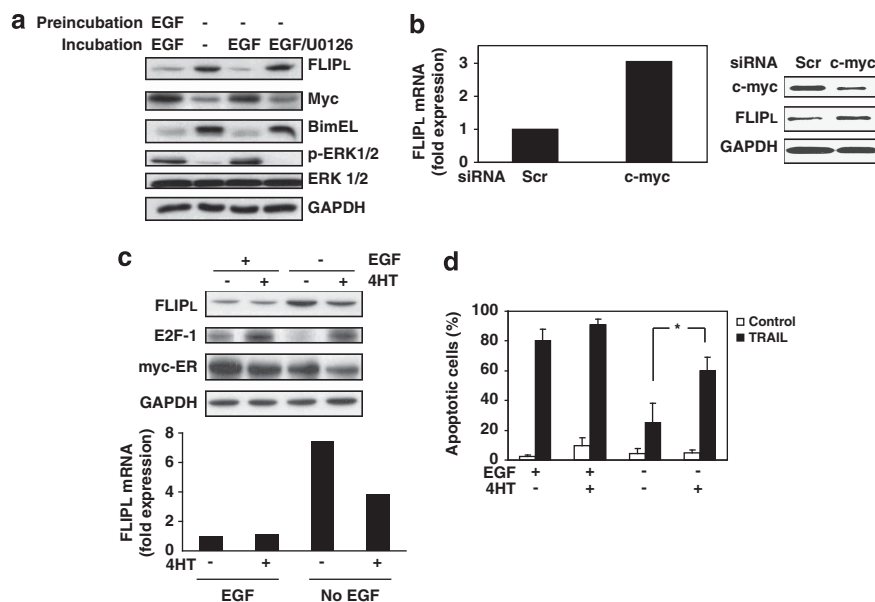 a
Preincubation EGF - - -
Incubation EGF - EGF EGF/U0126
FLIPL
Myc
BimEL
p-ERK1/2
ERK 1/2
GAPDH
b
FLIPL mRNA
(fold expression)
3
2
1
0
siRNA Scr c-myc
siRNA Scr c-myc
c-myc
FLIPL
GAPDH
c
+ - EGF
- + - + 4HT
FLIPL
E2F-1
myc-ER
GAPDH
FLIPL mRNA
(fold expression)
8
6
4
2
0
4HT - + - +
EGF No EGF
d
Apoptotic cells (%)
100
80
60
40
20
0
*
Control
TRAIL
EGF + + - -
4HT - + - +